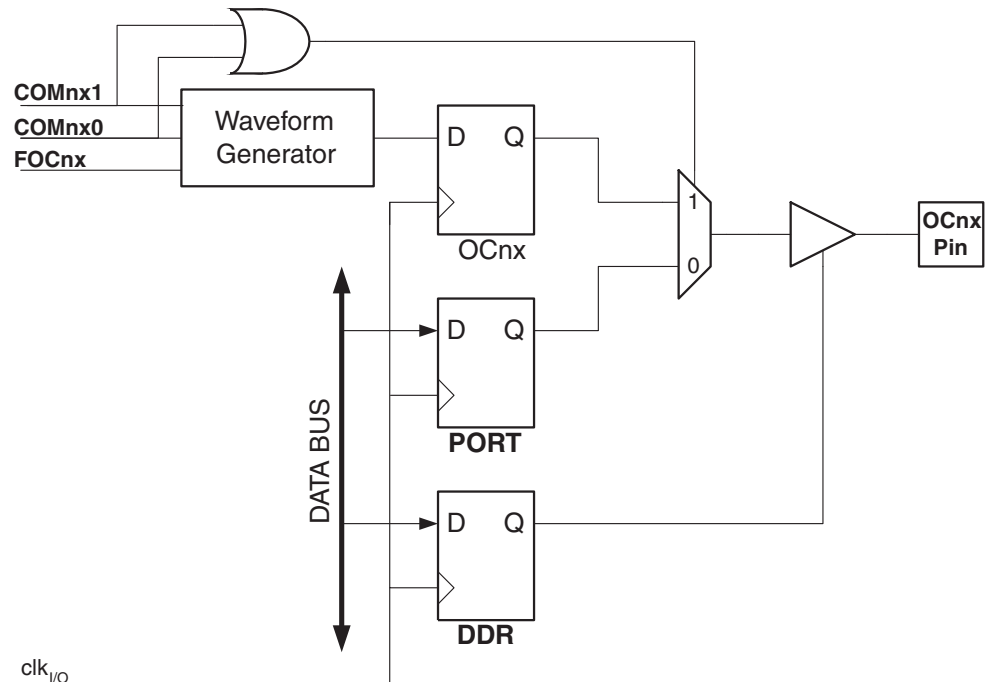 COMnx1
COMnx0
FOCnx
Waveform
Generator
D Q
OCnx
1
0
OCnx
Pin
D Q
PORT
DATA BUS
D Q
DDR
clkI/O